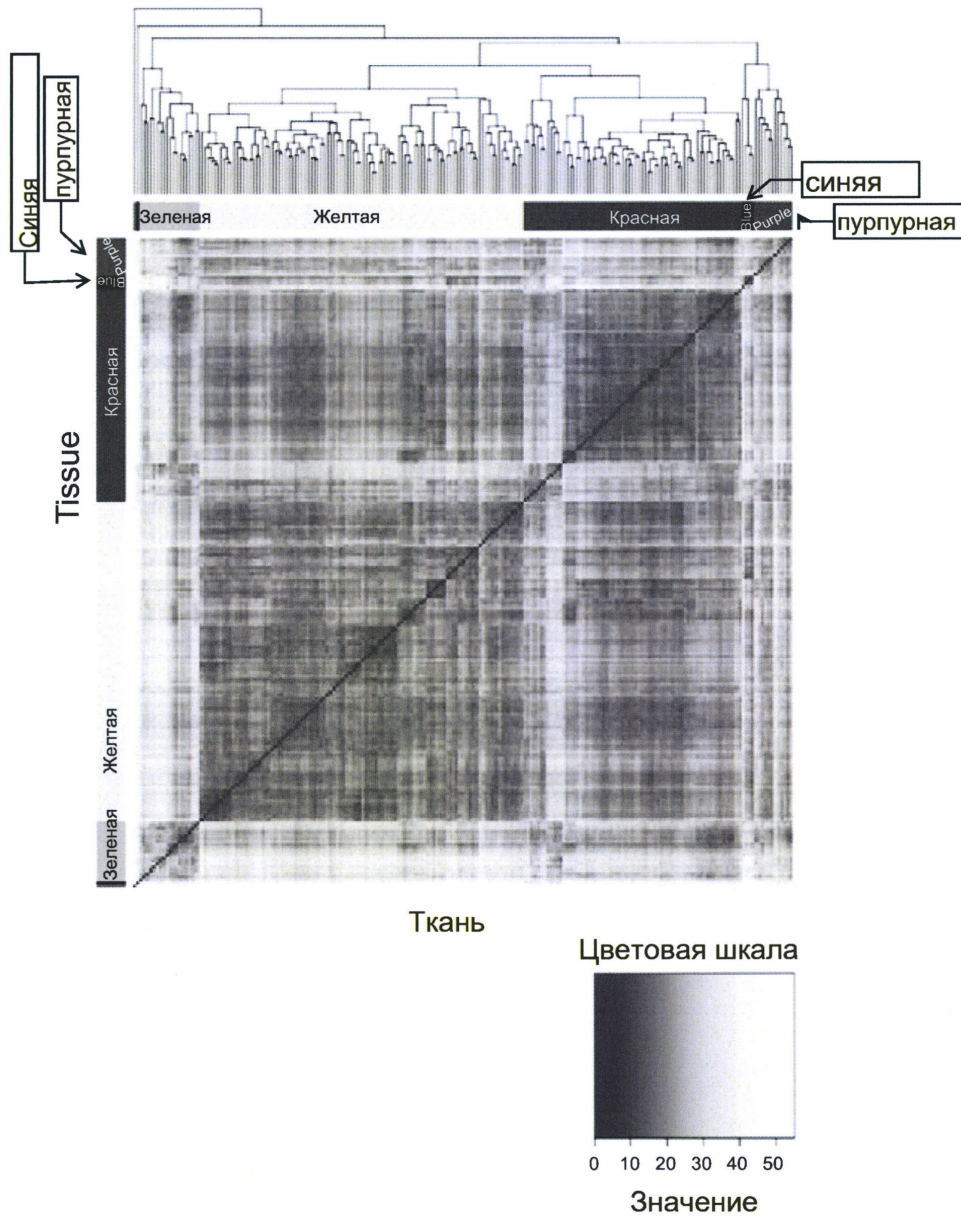 Синяя
пурпурная
синяя
пурпурная
Зеленая
Желтая
Красная
Blue
Purple
Purple
Blue
Красная
Желтая
Зеленая
Tissue
Ткань
Цветовая шкала
0 10 20 30 40 50
Значение